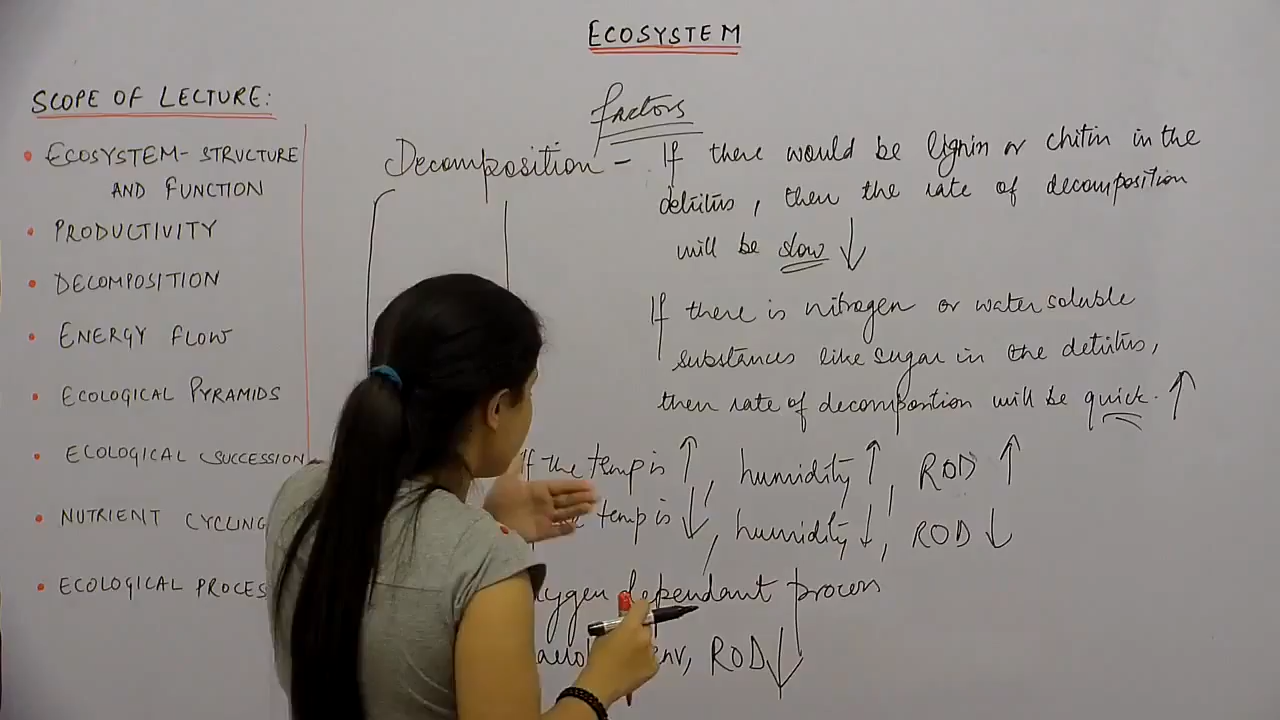 ECOSYSTEM
SCOPE OF LECTURE:
• ECOSYSTEM-STRUCTURE
AND FUNCTION
• PRODUCTIVITY
• DECOMPOSITION
• ENERGY FLOW
• ECOLOGICAL PYRAMIDS
• ECOLOGICAL SUCCESSION
• NUTRIENT CYCLING
• ECOLOGICAL
factors
Decomposition - If there would be lignin or chitin in the
detritus, then the rate of decomposition
will be slow ↓
If there is nitrogen or water soluble
substances like sugar in the detritus,
then rate of decomposition will be quick. ↑
If the temp is ↑, humidity ↑, ROD ↑
temp is ↓, humidity ↓, ROD ↓
dependant process
ROD ↓